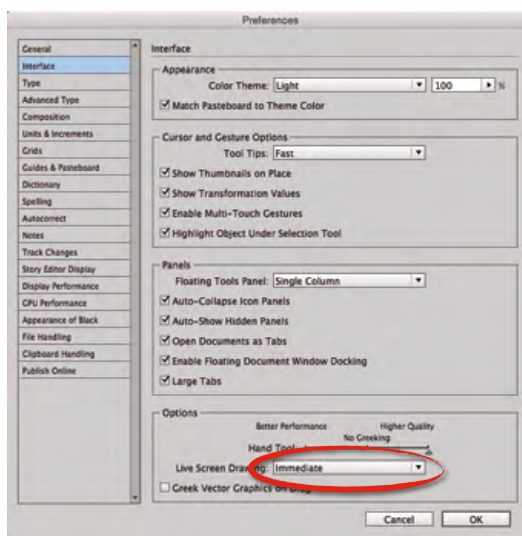 Preferences
General
Interface
Type
Advanced Type
Composition
Units & Increments
Grids
Guides & Pasteboard
Dictionary
Spelling
Autocorrect
Notes
Track Changes
Story Editor Display
Display Performance
GPU Performance
Appearance of Black
File Handling
Clipboard Handling
Publish Online
Interface
Appearance
Color Theme: Light 100 %
Match Pasteboard to Theme Color
Cursor and Gesture Options
Tool Tips: Fast
Show Thumbnails on Place
Show Transformation Values
Enable Multi-Touch Gestures
Highlight Object Under Selection Tool
Panels
Floating Tools Panel: Single Column
Auto-Collapse Icon Panels
Auto-Show Hidden Panels
Open Documents as Tabs
Enable Floating Document Window Docking
Large Tabs
Options
Better Performance Higher Quality
No Greeking
Hand Tool:
Live Screen Drawing: Immediate
Greek Vector Graphics on Drag
Cancel OK